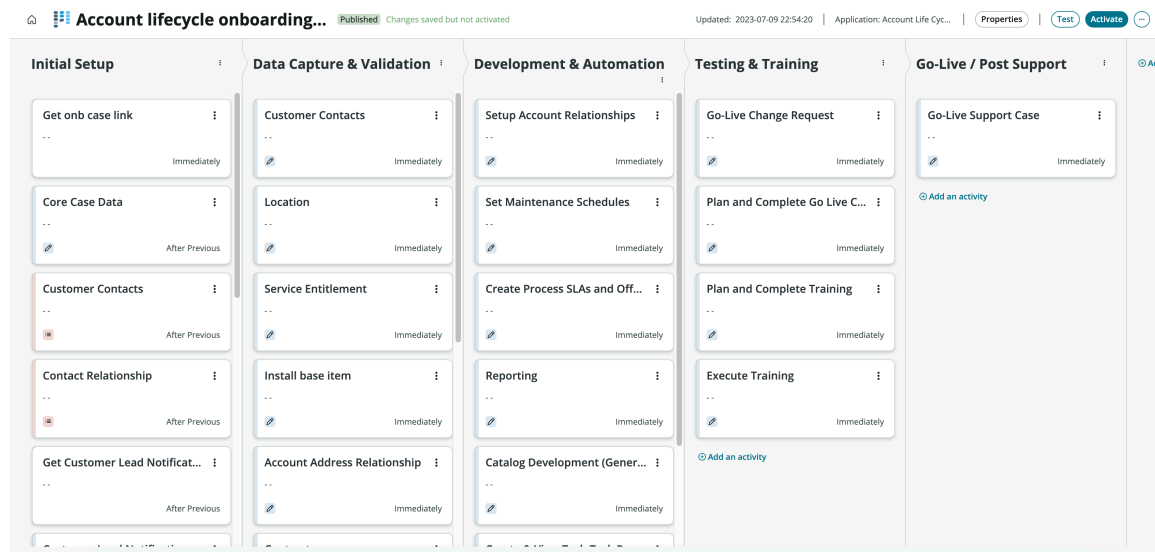 Account lifecycle onboarding...
Published
Changes saved but not activated
Updated: 2023-07-09 22:54:20
Application: Account Life Cyc...
Properties
Test
Activate
Initial Setup
Get onb case link
--
Immediately
Core Case Data
--
After Previous
Customer Contacts
--
After Previous
Contact Relationship
--
After Previous
Get Customer Lead Notificat...
--
After Previous
Data Capture & Validation
Customer Contacts
--
Immediately
Location
--
Immediately
Service Entitlement
--
Immediately
Install base item
--
Immediately
Account Address Relationship
--
Immediately
Development & Automation
Setup Account Relationships
--
Immediately
Set Maintenance Schedules
--
Immediately
Create Process SLAs and Off...
--
Immediately
Reporting
--
Immediately
Catalog Development (Gener...
--
Immediately
Testing & Training
Go-Live Change Request
--
Immediately
Plan and Complete Go Live C...
--
Immediately
Plan and Complete Training
--
Immediately
Execute Training
--
Immediately
Add an activity
Go-Live / Post Support
Go-Live Support Case
--
Immediately
Add an activity